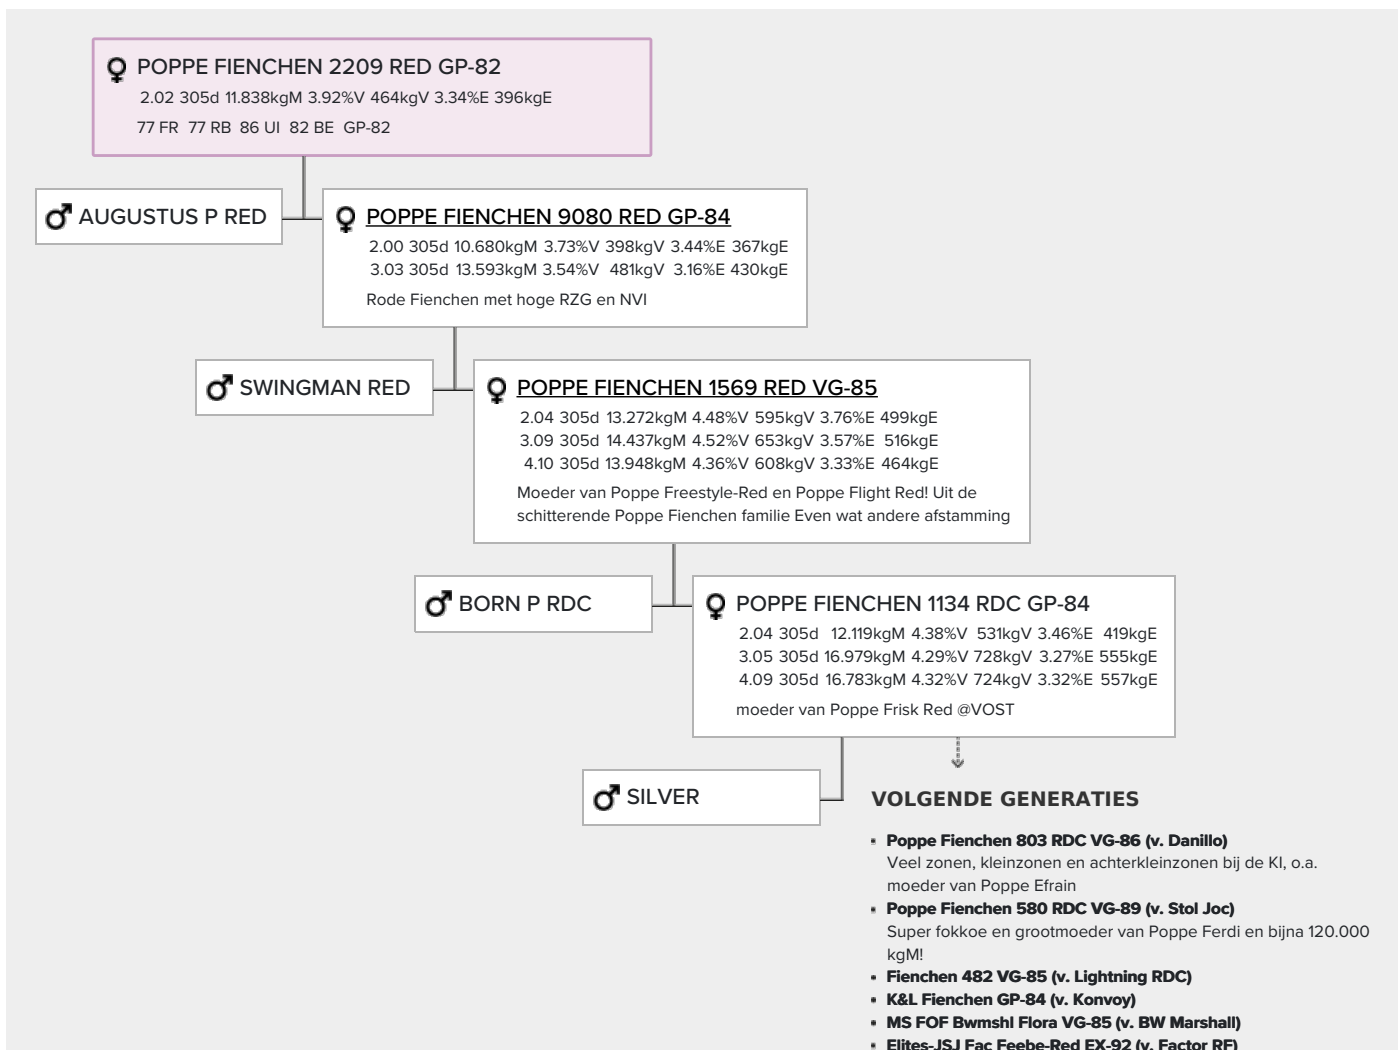 POPPE FIENCHEN 2209 RED GP-82
2.02 305d 11.838kgM 3.92%V 464kgV 3.34%E 396kgE
77 FR 77 RB 86 UI 82 BE GP-82
AUGUSTUS P RED
POPPE FIENCHEN 9080 RED GP-84
2.00 305d 10.680kgM 3.73%V 398kgV 3.44%E 367kgE
3.03 305d 13.593kgM 3.54%V 481kgV 3.16%E 430kgE
Rode Fienchen met hoge RZG en NVI
SWINGMAN RED
POPPE FIENCHEN 1569 RED VG-85
2.04 305d 13.272kgM 4.48%V 595kgV 3.76%E 499kgE
3.09 305d 14.437kgM 4.52%V 653kgV 3.57%E 516kgE
4.10 305d 13.948kgM 4.36%V 608kgV 3.33%E 464kgE
Moeder van Poppe Freestyle-Red en Poppe Flight Red! Uit de
schitterende Poppe Fienchen familie Even wat andere afstamming
BORN P RDC
POPPE FIENCHEN 1134 RDC GP-84
2.04 305d 12.119kgM 4.38%V 531kgV 3.46%E 419kgE
3.05 305d 16.979kgM 4.29%V 728kgV 3.27%E 555kgE
4.09 305d 16.783kgM 4.32%V 724kgV 3.32%E 557kgE
moeder van Poppe Frisk Red @VOST
SILVER
VOLGENDE GENERATIES
Poppe Fienchen 803 RDC VG-86 (v. Danillo)
Veel zonen, kleinzonen en achterkleinzonen bij de KI, o.a.
moeder van Poppe Efrain
Poppe Fienchen 580 RDC VG-89 (v. Stol Joc)
Super fokkoe en grootmoeder van Poppe Ferdi en bijna 120.000
kgM!
Fienchen 482 VG-85 (v. Lightning RDC)
K&L Fienchen GP-84 (v. Konvoy)
MS FOF Bwmshl Flora VG-85 (v. BW Marshall)
Elites-JSJ Fac Feebe-Red EX-92 (v. Factor RF)